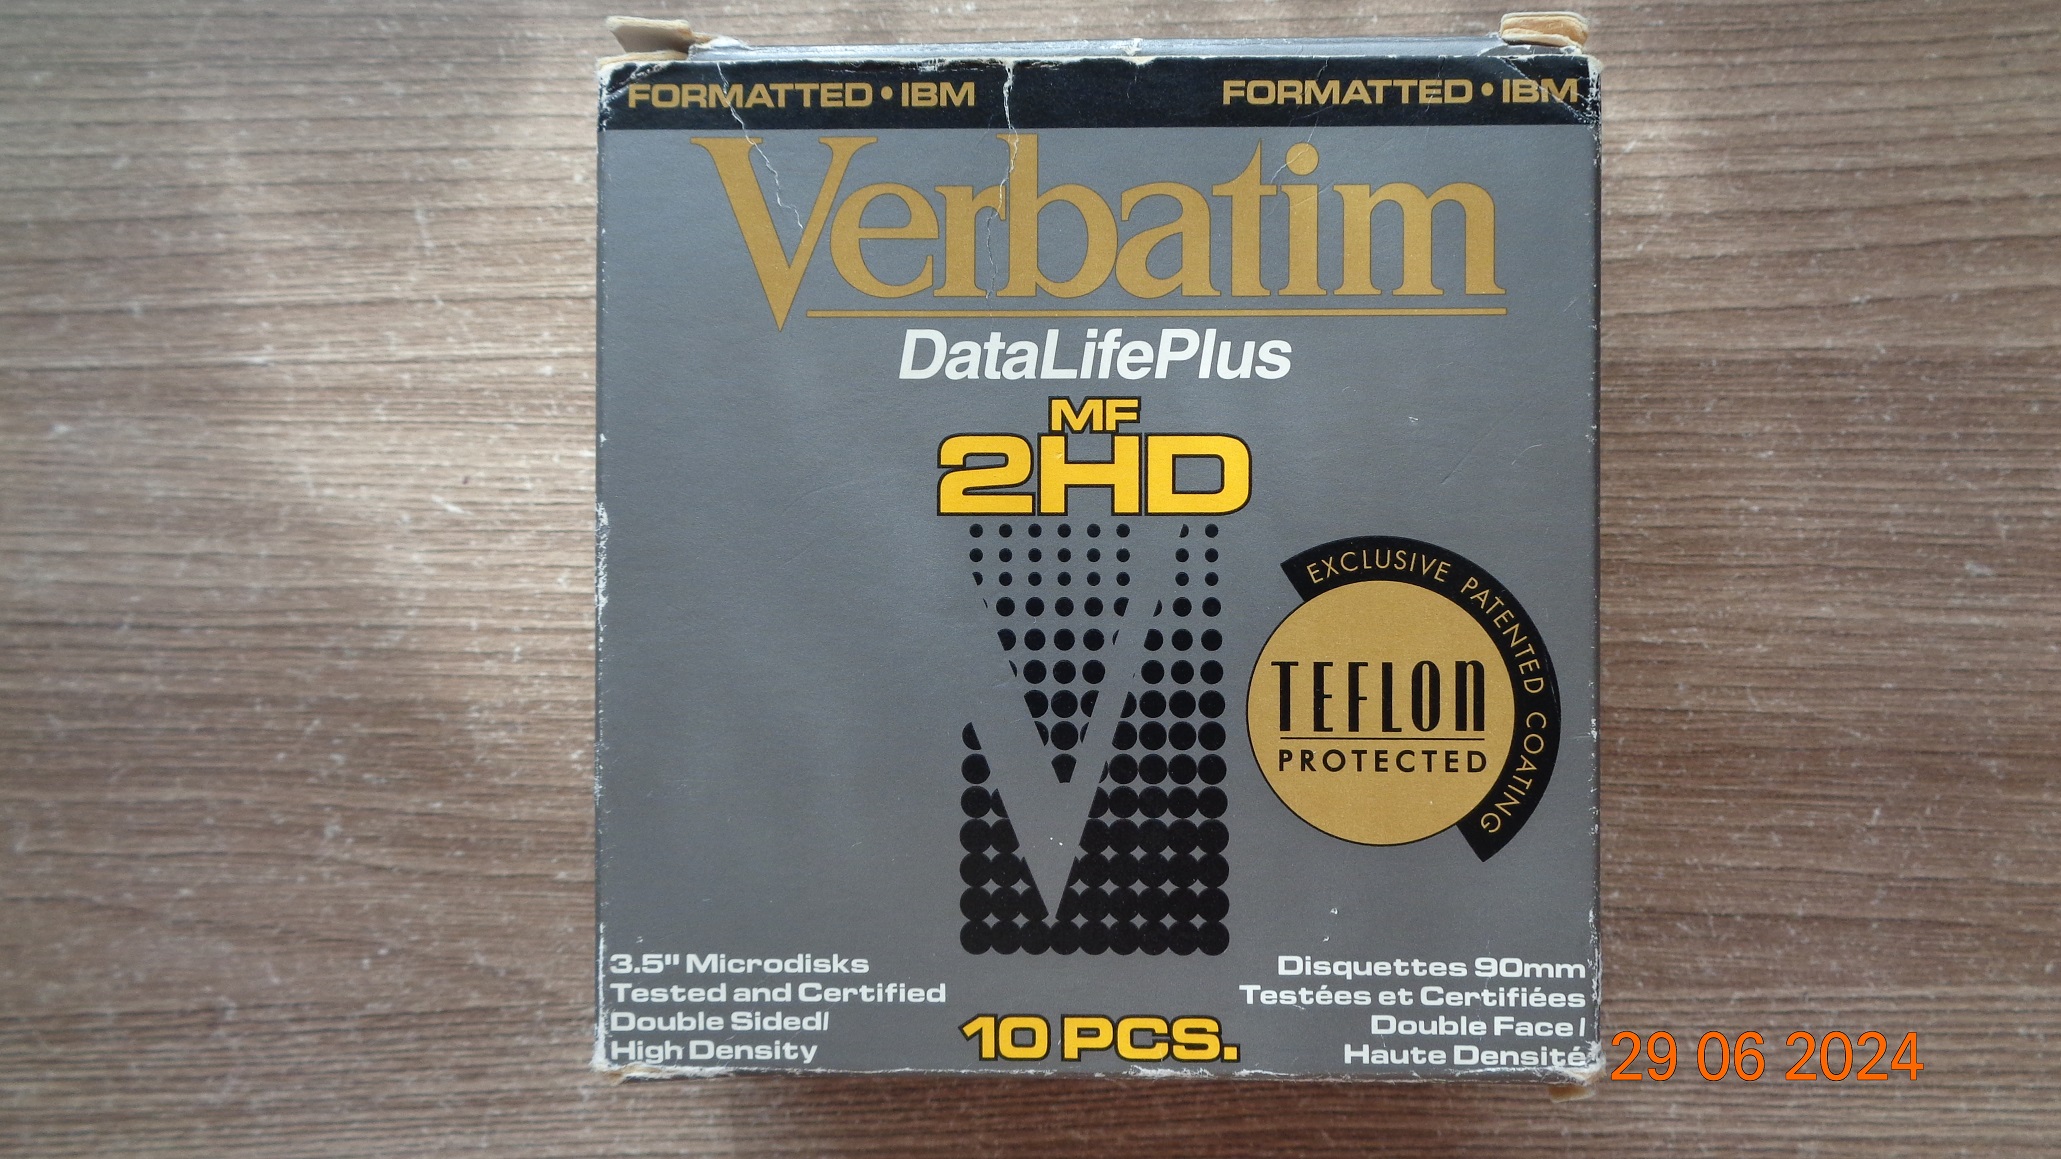 FORMATTED • IBM
FORMATTED • IBM
Verbatim
DataLifePlus
MF
2HD
EXCLUSIVE PATENTED COATING
TEFLON
PROTECTED
3.5" Microdisks
Tested and Certified
Double Sided/
High Density
10 PCS.
Disquettes 90mm
Testées et Certifiées
Double Face/
Haute Densité
29 06 2024